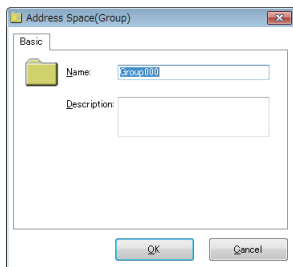 Address Space(Group)
Basic
Name: Group000
Description:
OK Cancel